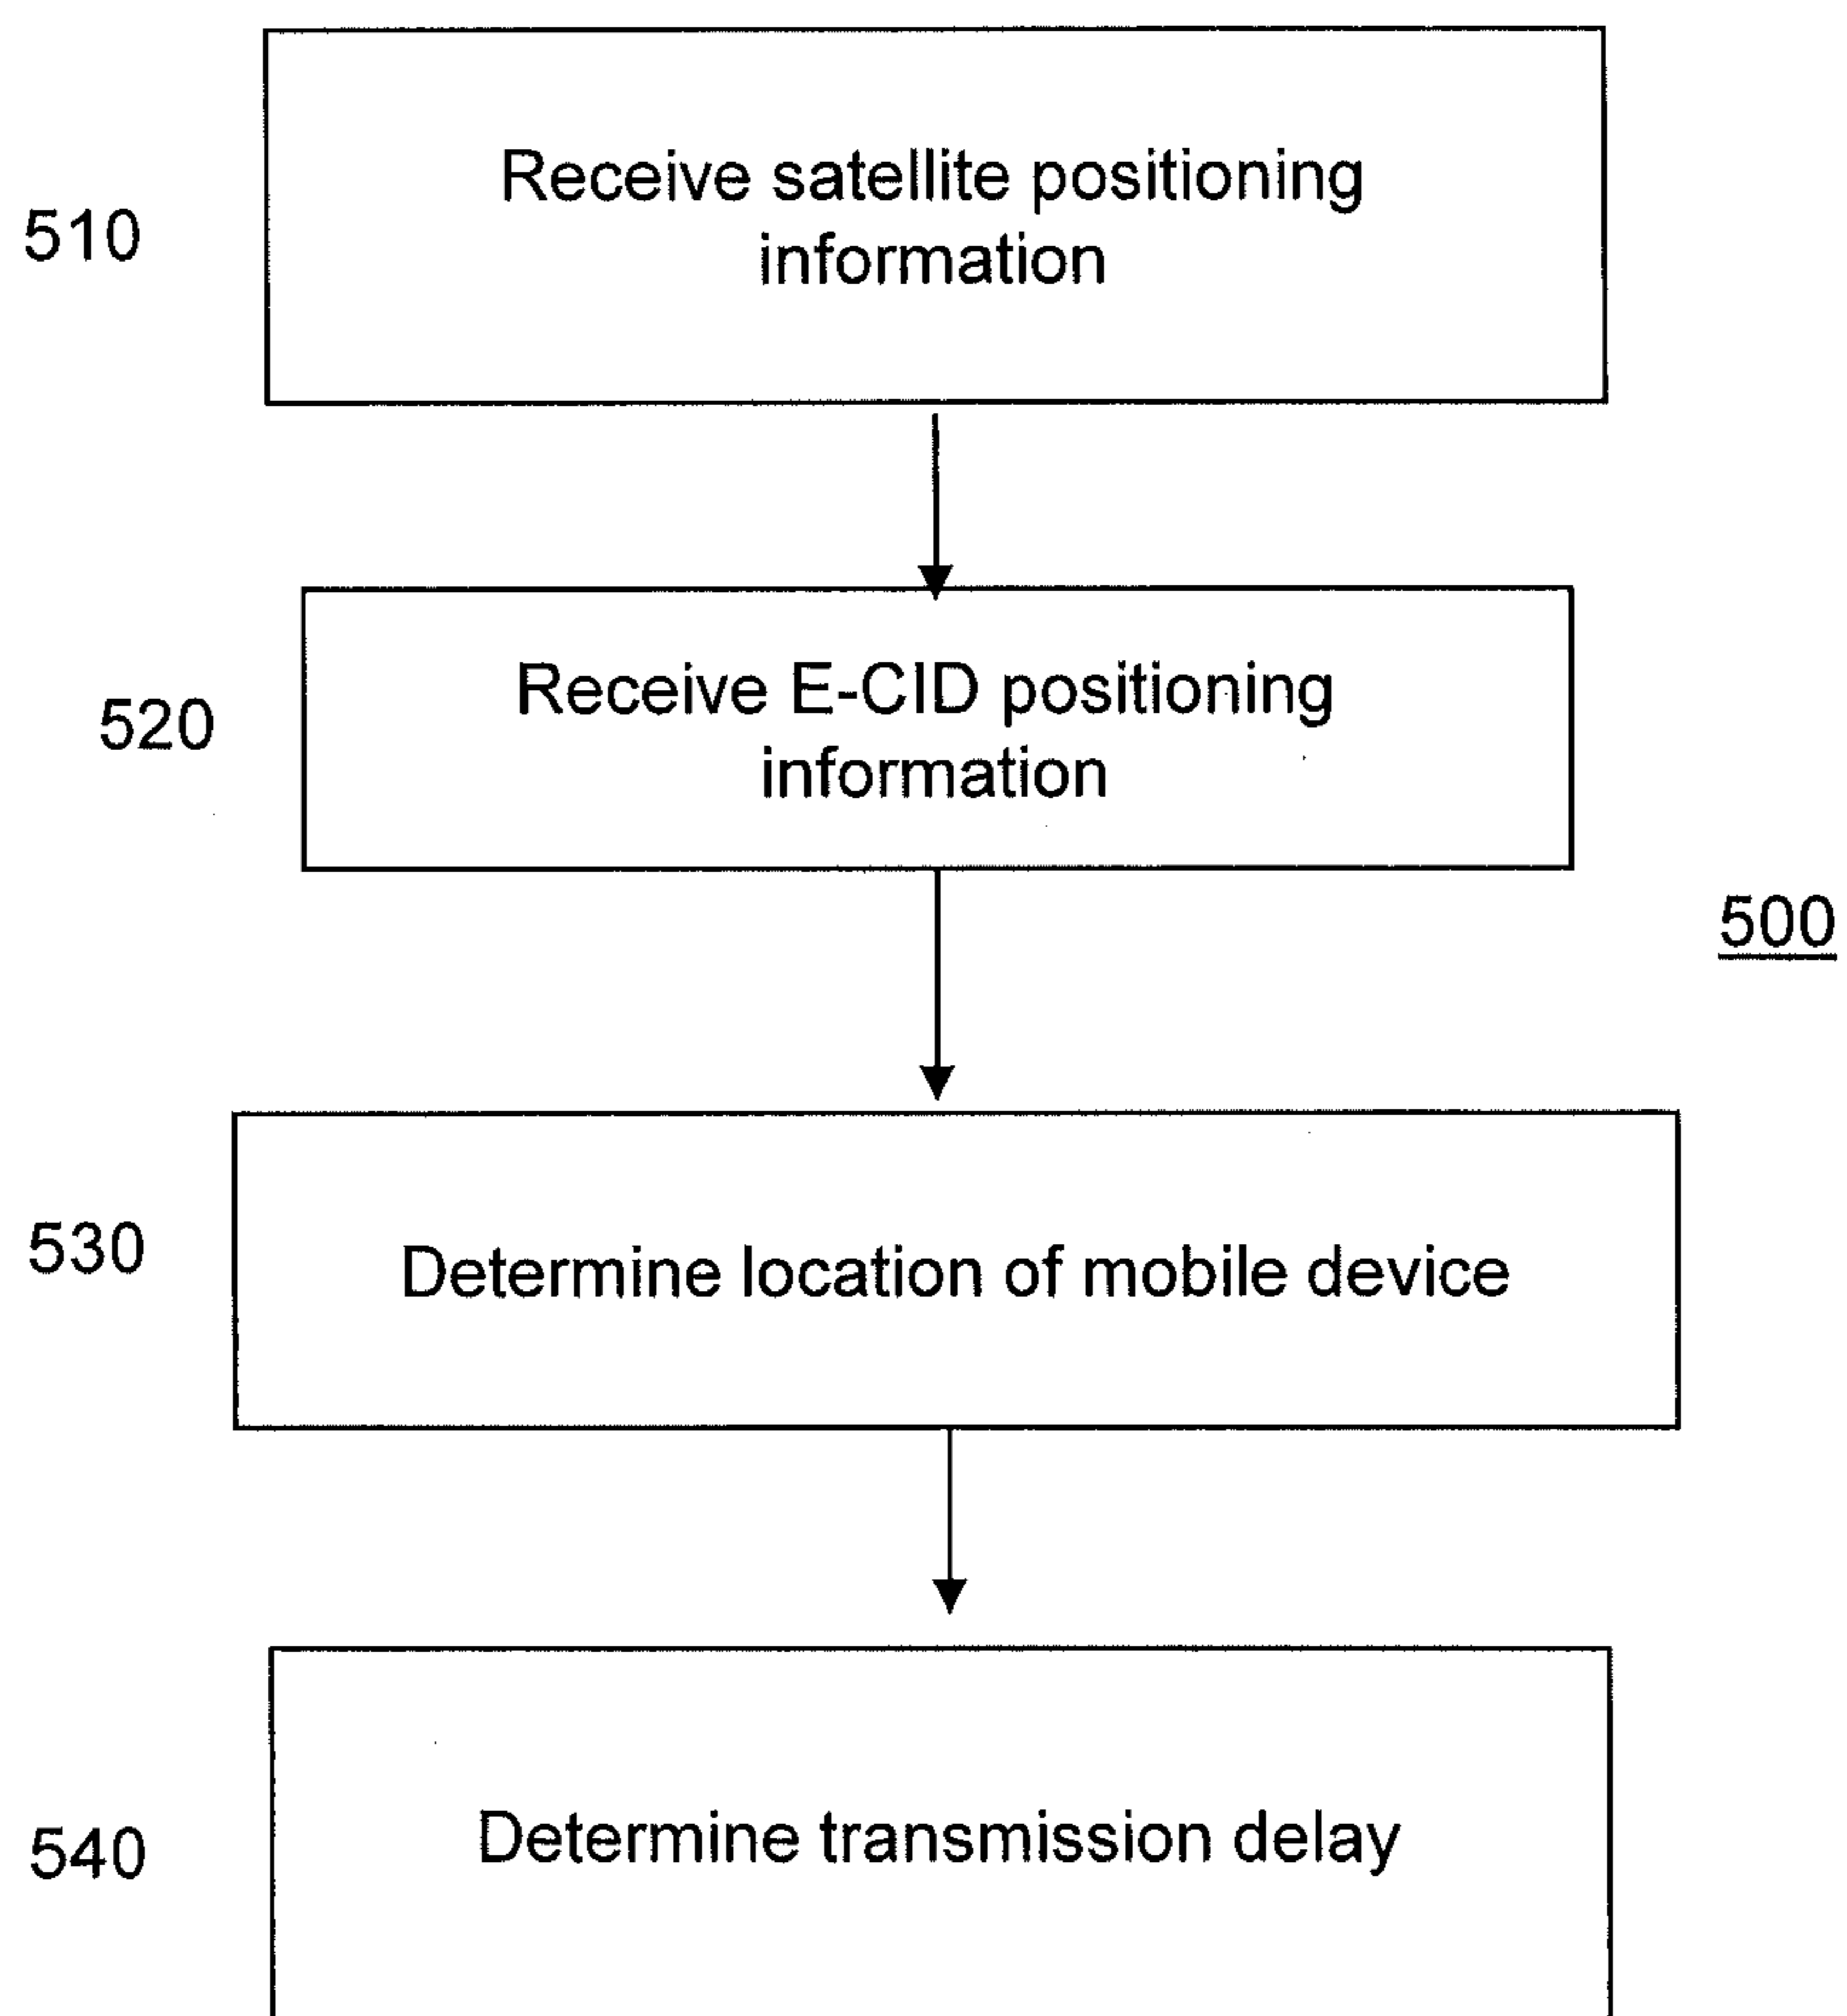 510
Receive satellite positioning
information
520
Receive E-CID positioning
information
500
530
Determine location of mobile device
540
Determine transmission delay